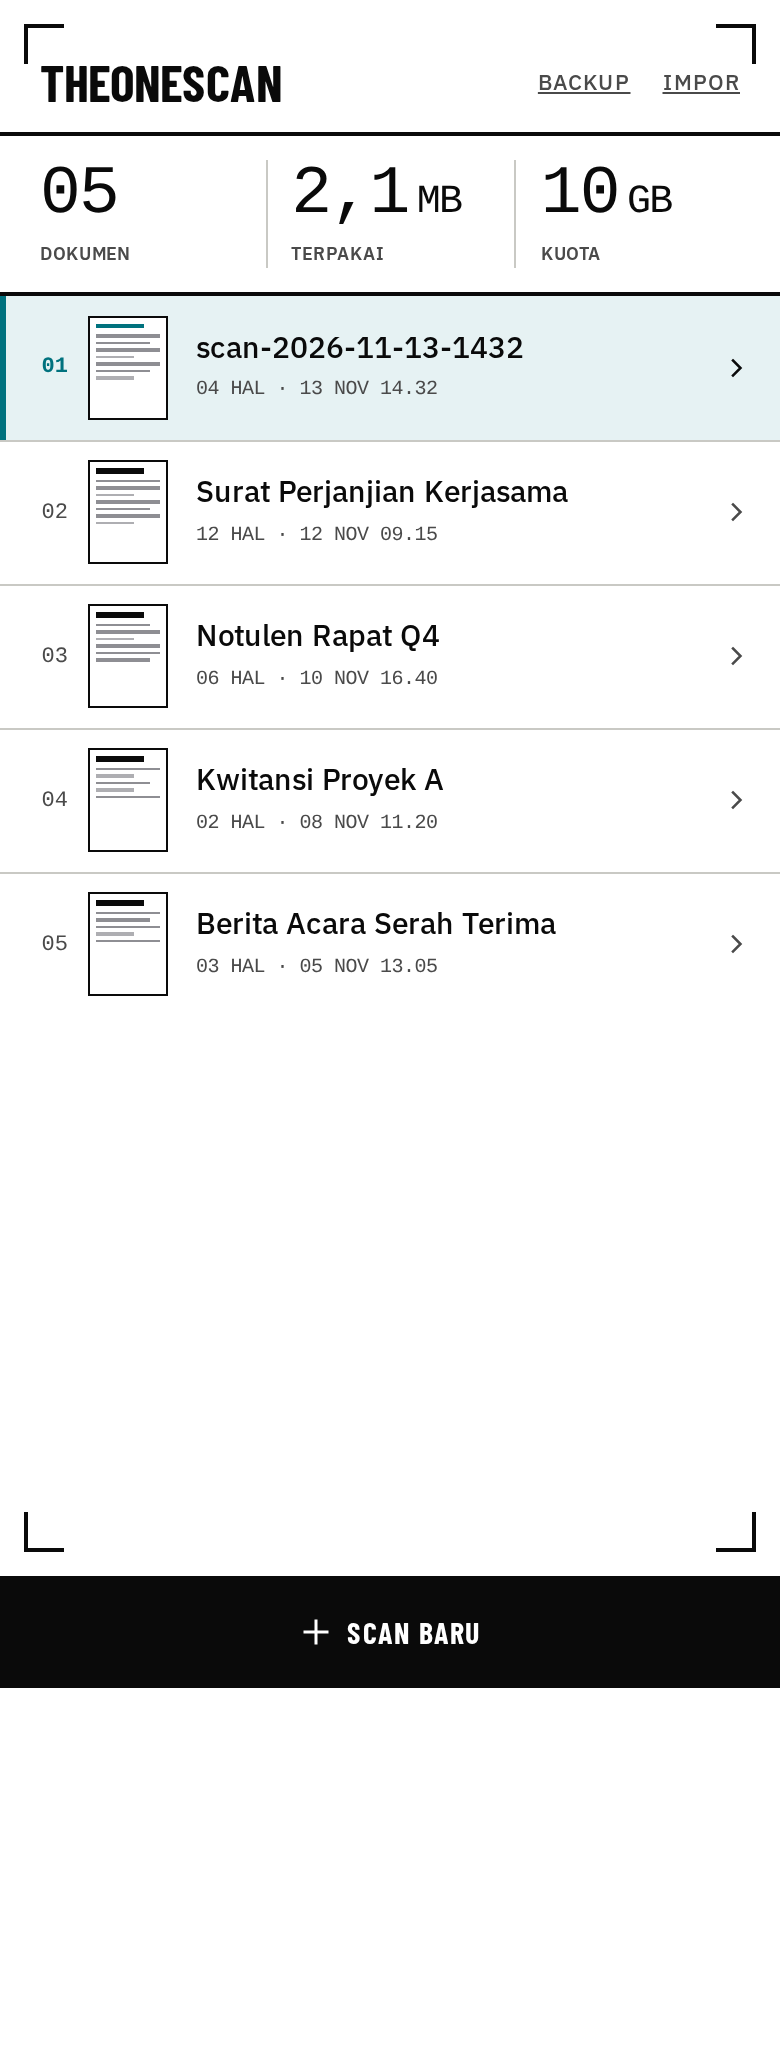 THEONESCAN
BACKUP IMPOR
05 2,1 MB 10 GB
DOKUMEN TERPAKAI KUOTA
01 scan-2026-11-13-1432
04 HAL · 13 NOV 14.32
02 Surat Perjanjian Kerjasama
12 HAL · 12 NOV 09.15
03 Notulen Rapat Q4
06 HAL · 10 NOV 16.40
04 Kwitansi Proyek A
02 HAL · 08 NOV 11.20
05 Berita Acara Serah Terima
03 HAL · 05 NOV 13.05
SCAN BARU